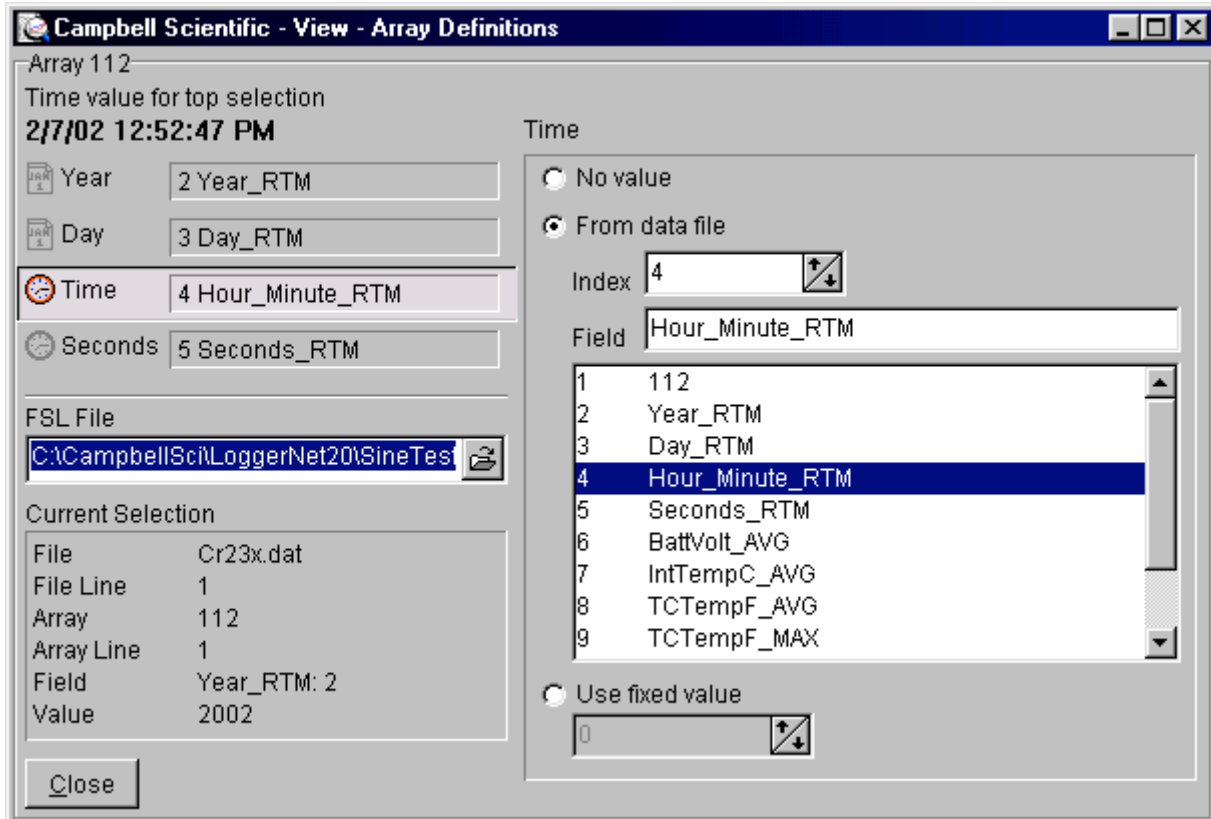 Campbell Scientific - View - Array Definitions
Array 112
Time value for top selection
2/7/02 12:52:47 PM
Year 2 Year_RTM
Day 3 Day_RTM
Time 4 Hour_Minute_RTM
Seconds 5 Seconds_RTM
FSL File
C:\CampbellSci\LoggerNet20\SineTest
Current Selection
File Cr23x.dat
File Line 1
Array 112
Array Line 1
Field Year_RTM: 2
Value 2002
Close
Time
No value
From data file
Index 4
Field Hour_Minute_RTM
1 112
2 Year_RTM
3 Day_RTM
4 Hour_Minute_RTM
5 Seconds_RTM
6 BattVolt_AVG
7 IntTempC_AVG
8 TCTempF_AVG
9 TCTempF_MAX
Use fixed value
0